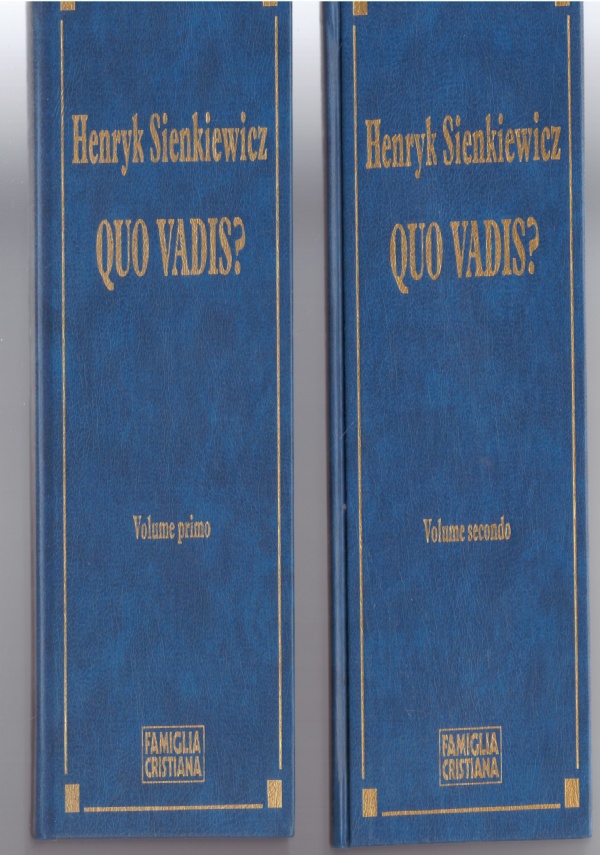 Henryk Sienkiewicz
QUO VADIS?
Volume primo
FAMIGLIA
CRISTIANA
Henryk Sienkiewicz
QUO VADIS?
Volume secondo
FAMIGLIA
CRISTIANA